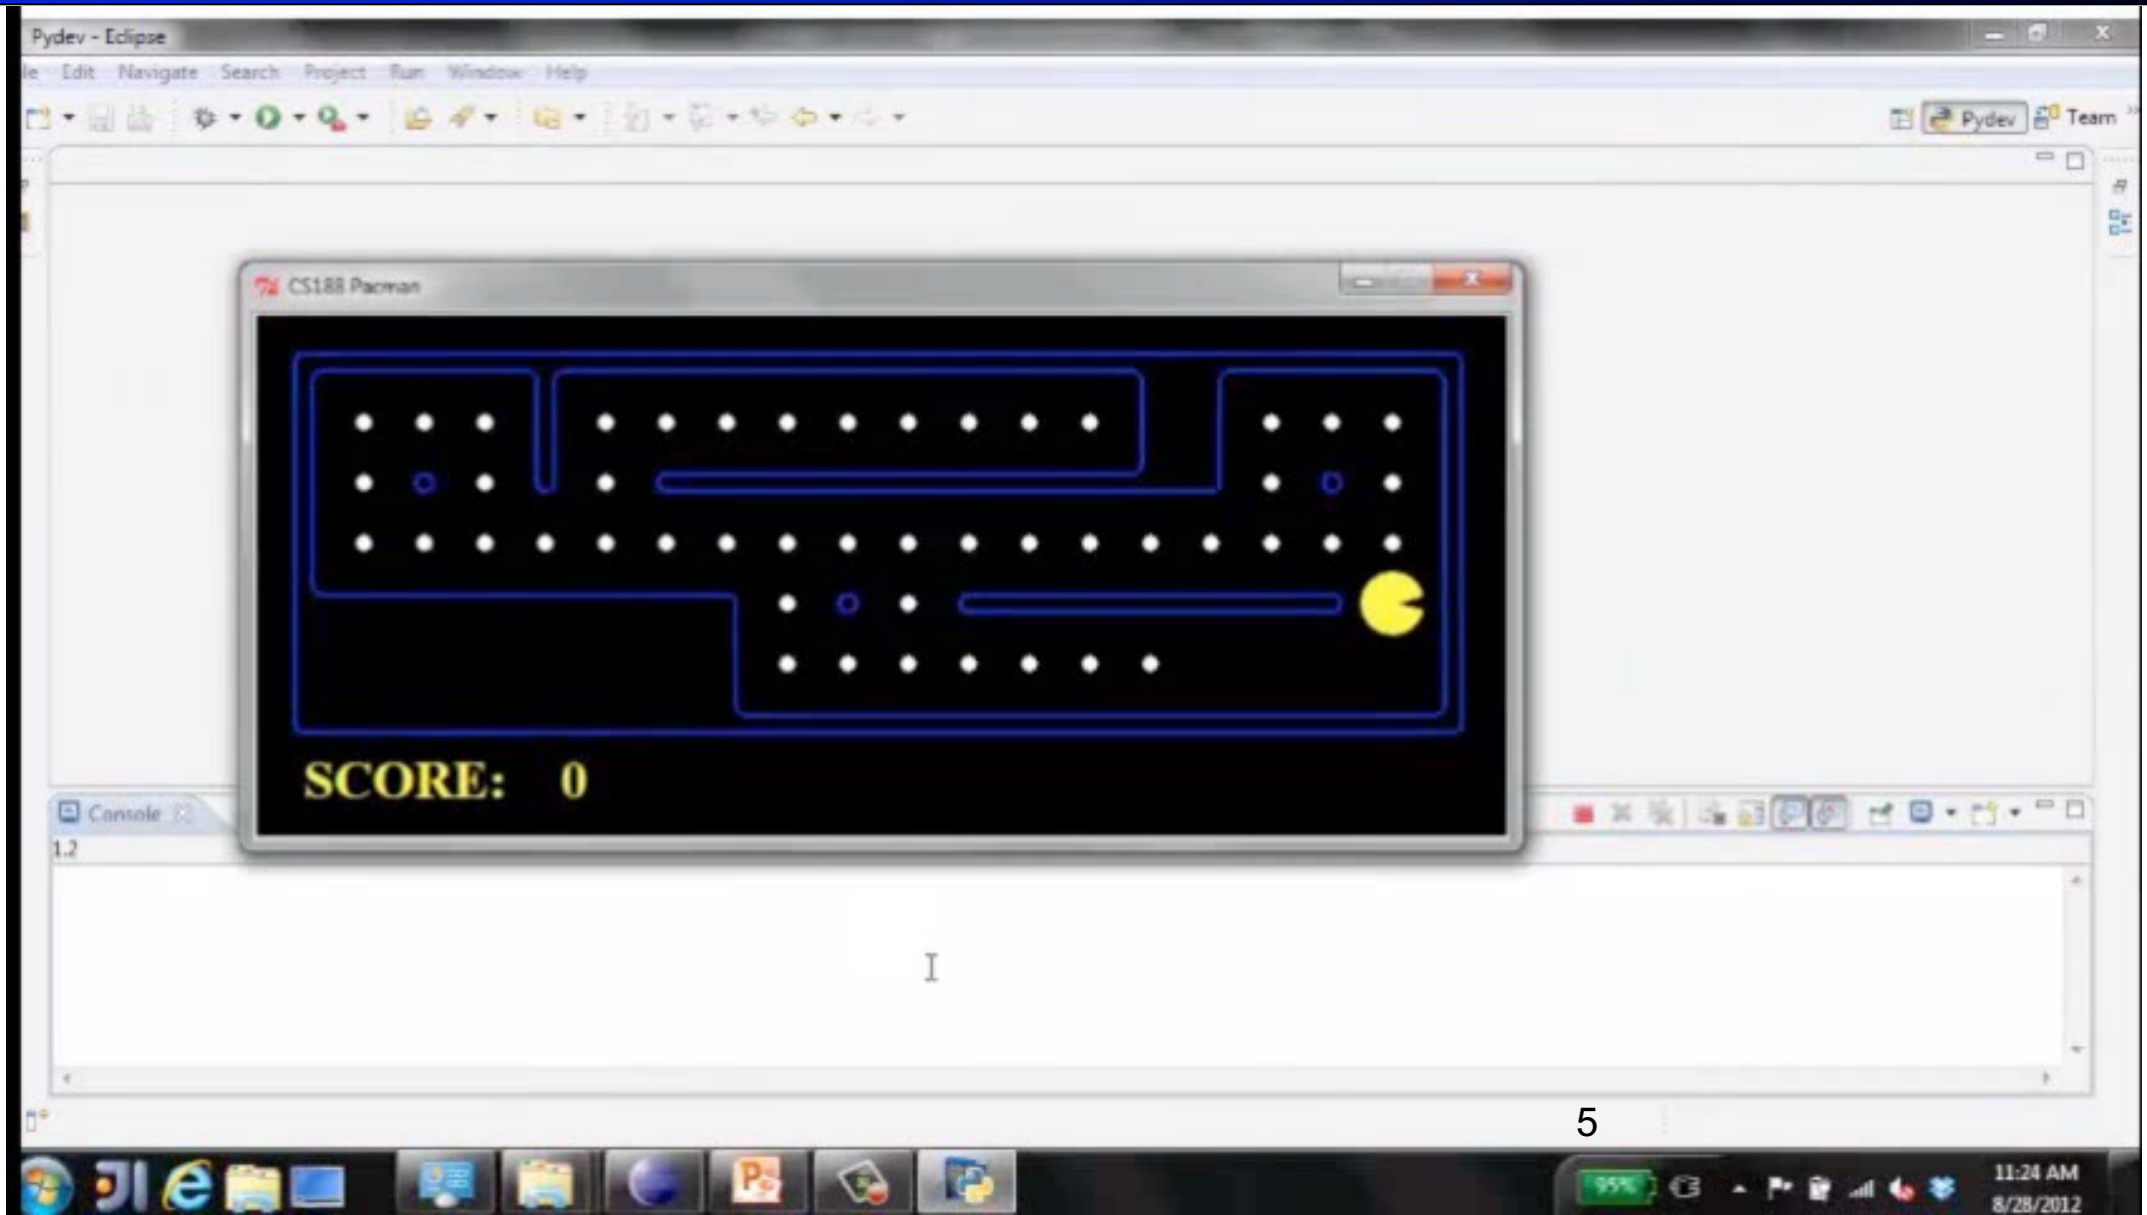 Pydev - Eclipse
le Edit Navigate Search Project Run Window Help
Pydev Team
CS188 Pacman
SCORE: 0
Console
1.2
5
95%
11:24 AM
8/28/2012